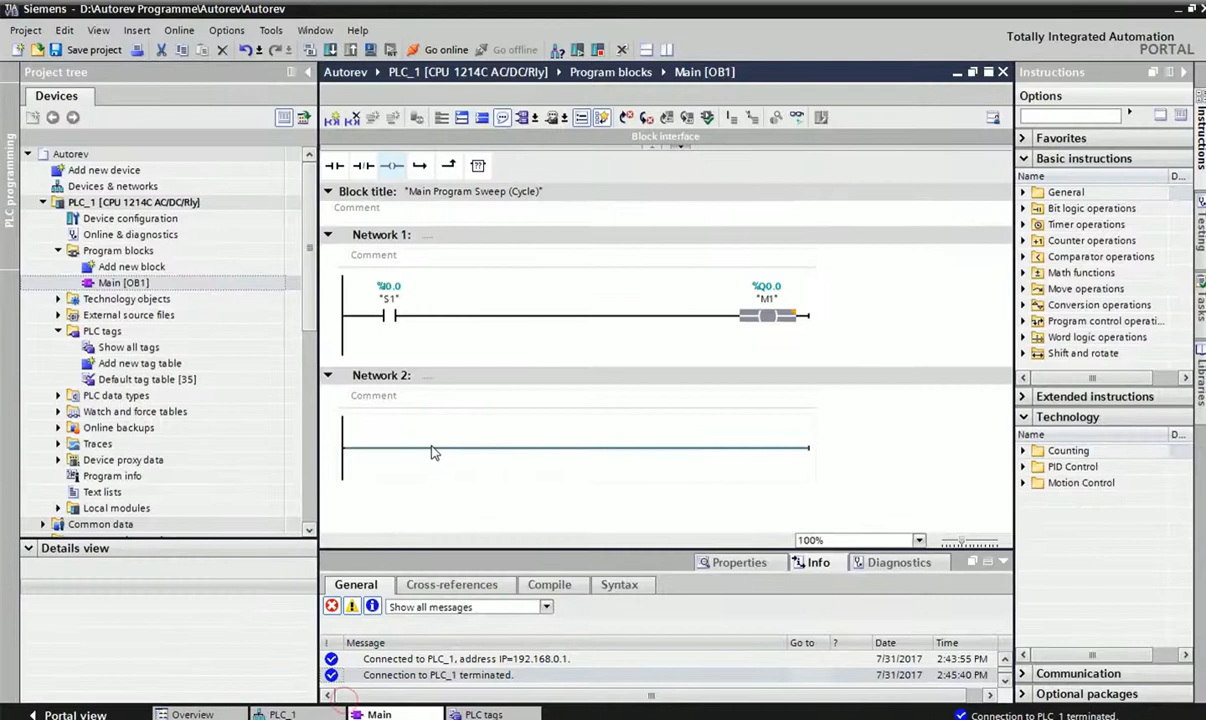 Siemens - D:\Autorev Programme\Autorev\Autorev
Project Edit View Insert Online Options Tools Window Help
Totally Integrated Automation
PORTAL
Save project
Go online
Go offline
Project tree
Autorev ▸ PLC_1 [CPU 1214C AC/DC/Rly] ▸ Program blocks ▸ Main [OB1]
Instructions
Devices
PLC programming
Autorev
Add new device
Devices & networks
PLC_1 [CPU 1214C AC/DC/Rly]
Device configuration
Online & diagnostics
Program blocks
Add new block
Main [OB1]
Technology objects
External source files
PLC tags
Show all tags
Add new tag table
Default tag table [35]
PLC data types
Watch and force tables
Online backups
Traces
Device proxy data
Program info
Text lists
Local modules
Common data
Details view
Block interface
Block title: "Main Program Sweep (Cycle)"
Comment
Network 1:
Comment
%I0.0
"S1"
%Q0.0
"M1"
Network 2:
Comment
100%
Properties
Info
Diagnostics
General
Cross-references
Compile
Syntax
Show all messages
! Message Go to ? Date Time
Connected to PLC_1, address IP=192.168.0.1. 7/31/2017 2:43:55 PM
Connection to PLC_1 terminated. 7/31/2017 2:45:40 PM
Options
Favorites
Basic instructions
Name D...
General
Bit logic operations
Timer operations
Counter operations
Comparator operations
Math functions
Move operations
Conversion operations
Program control operati...
Word logic operations
Shift and rotate
Extended instructions
Technology
Name D...
Counting
PID Control
Motion Control
Communication
Optional packages
Instructions
Testing
Tasks
Libraries
Portal view
Overview
PLC_1
Main
PLC tags
Connection to PLC_1 terminated.